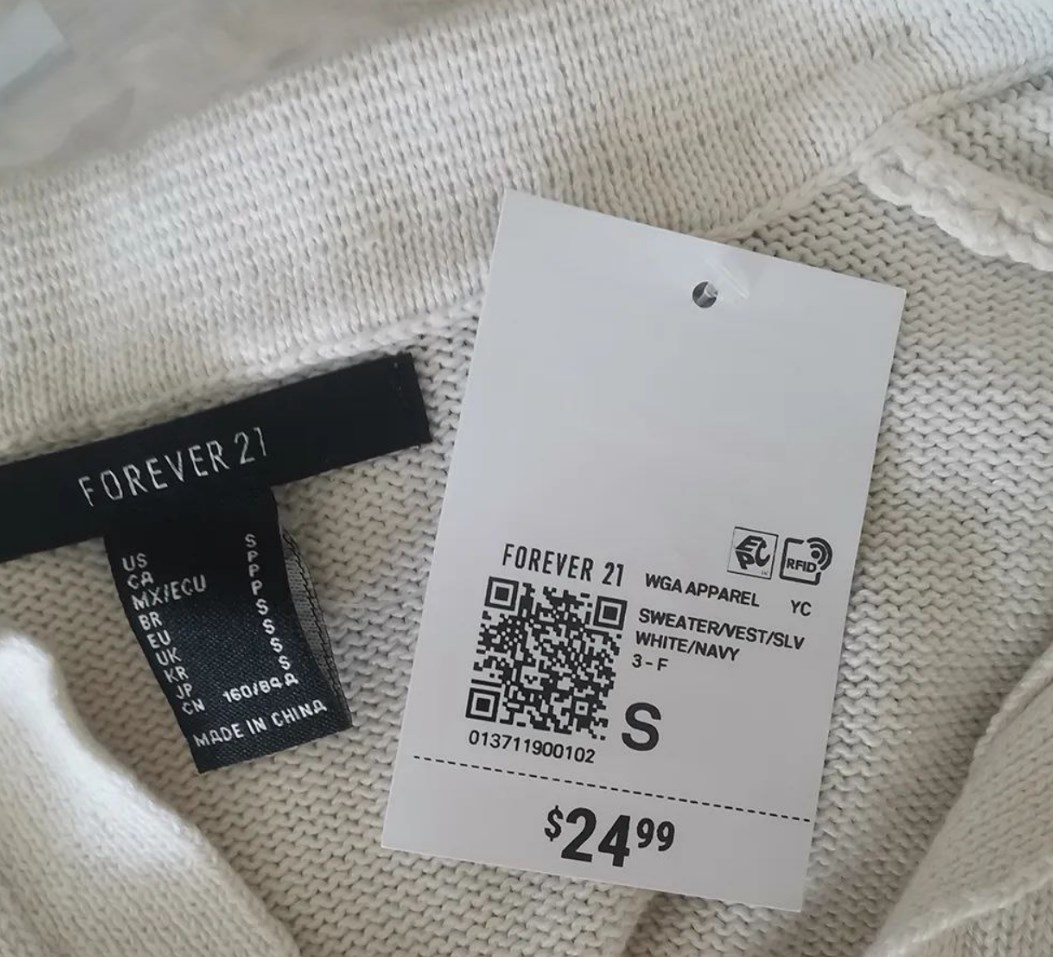 FOREVER 21
US S
CA P
MX/ECU P
BR P
EU S
UK S
KR S
JP S
CN 160/84A
MADE IN CHINA
EPC
RFID
FOREVER 21
WGA APPAREL YC
SWEATER/VEST/SLV
WHITE/NAVY
3-F
S
013711900102
$24.99